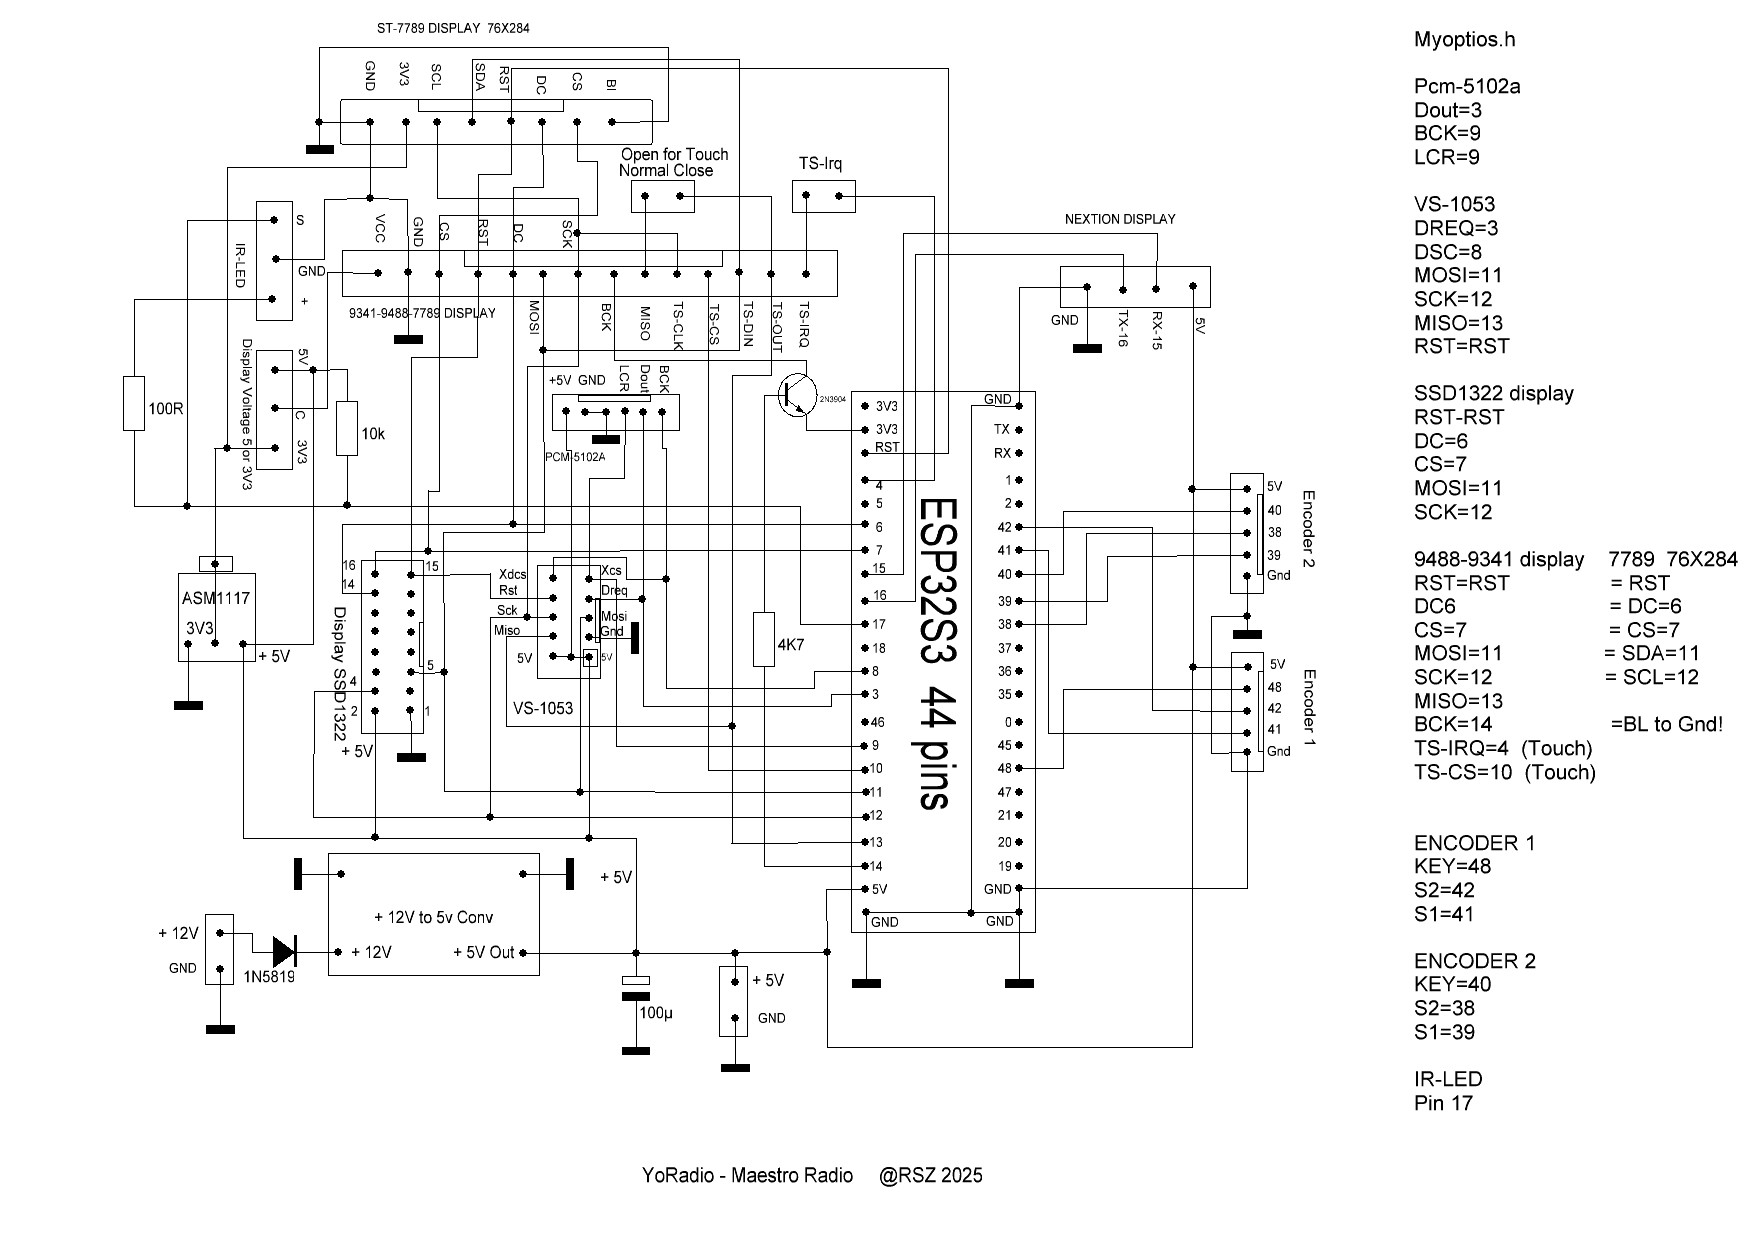 ST-7789 DISPLAY 76X284
GND
3V3
SCL
SDA
RST
DC
CS
Bl
Open for Touch
Normal Close
TS-Irq
NEXTION DISPLAY
GND
TX-16
RX-15
5V
S
IR-LED
GND
+
VCC
GND
CS
RST
DC
SCK
9341-9488-7789 DISPLAY
MOSI
BCK
MISO
TS-CLK
TS-CS
TS-DIN
TS-OUT
TS-IRQ
Display Voltage 5 or 3V3
5V
C
3V3
100R
10k
+5V GND
LCR
Dout
BCK
PCM-5102A
2N3904
4K7
ASM1117
3V3
+ 5V
Display SSD1322
16
14
4
2
15
5
1
+ 5V
Xdcs
Rst
Sck
Miso
5V
Xcs
Dreq
Mosi
Gnd
5V
VS-1053
ESP32S3 44 pins
3V3
3V3
RST
4
5
6
7
15
16
17
18
8
3
46
9
10
11
12
13
14
5V
GND
GND
TX
RX
1
2
42
41
40
39
38
37
36
35
0
45
48
47
21
20
19
GND
GND
Encoder 2
5V
40
38
39
Gnd
Encoder 1
5V
48
42
41
Gnd
+ 12V to 5v Conv
+ 12V
+ 5V Out
+ 5V
+ 12V
GND
1N5819
100µ
+ 5V
GND
Myoptios.h
Pcm-5102a
Dout=3
BCK=9
LCR=9
VS-1053
DREQ=3
DSC=8
MOSI=11
SCK=12
MISO=13
RST=RST
SSD1322 display
RST-RST
DC=6
CS=7
MOSI=11
SCK=12
9488-9341 display 7789 76X284
RST=RST = RST
DC6 = DC=6
CS=7 = CS=7
MOSI=11 = SDA=11
SCK=12 = SCL=12
MISO=13
BCK=14 =BL to Gnd!
TS-IRQ=4 (Touch)
TS-CS=10 (Touch)
ENCODER 1
KEY=48
S2=42
S1=41
ENCODER 2
KEY=40
S2=38
S1=39
IR-LED
Pin 17
YoRadio - Maestro Radio @RSZ 2025